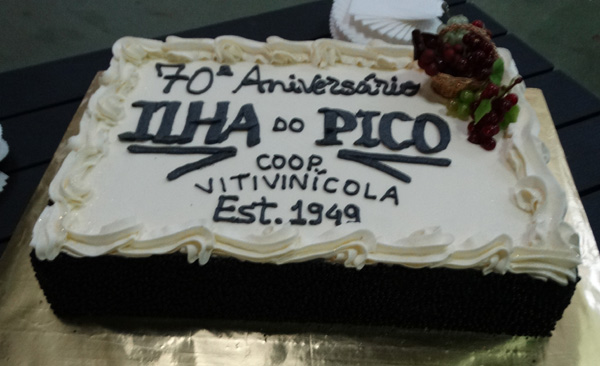 70ª Aniversário
ILHA DO PICO
COOP.
VITIVINÍCOLA
Est. 1949